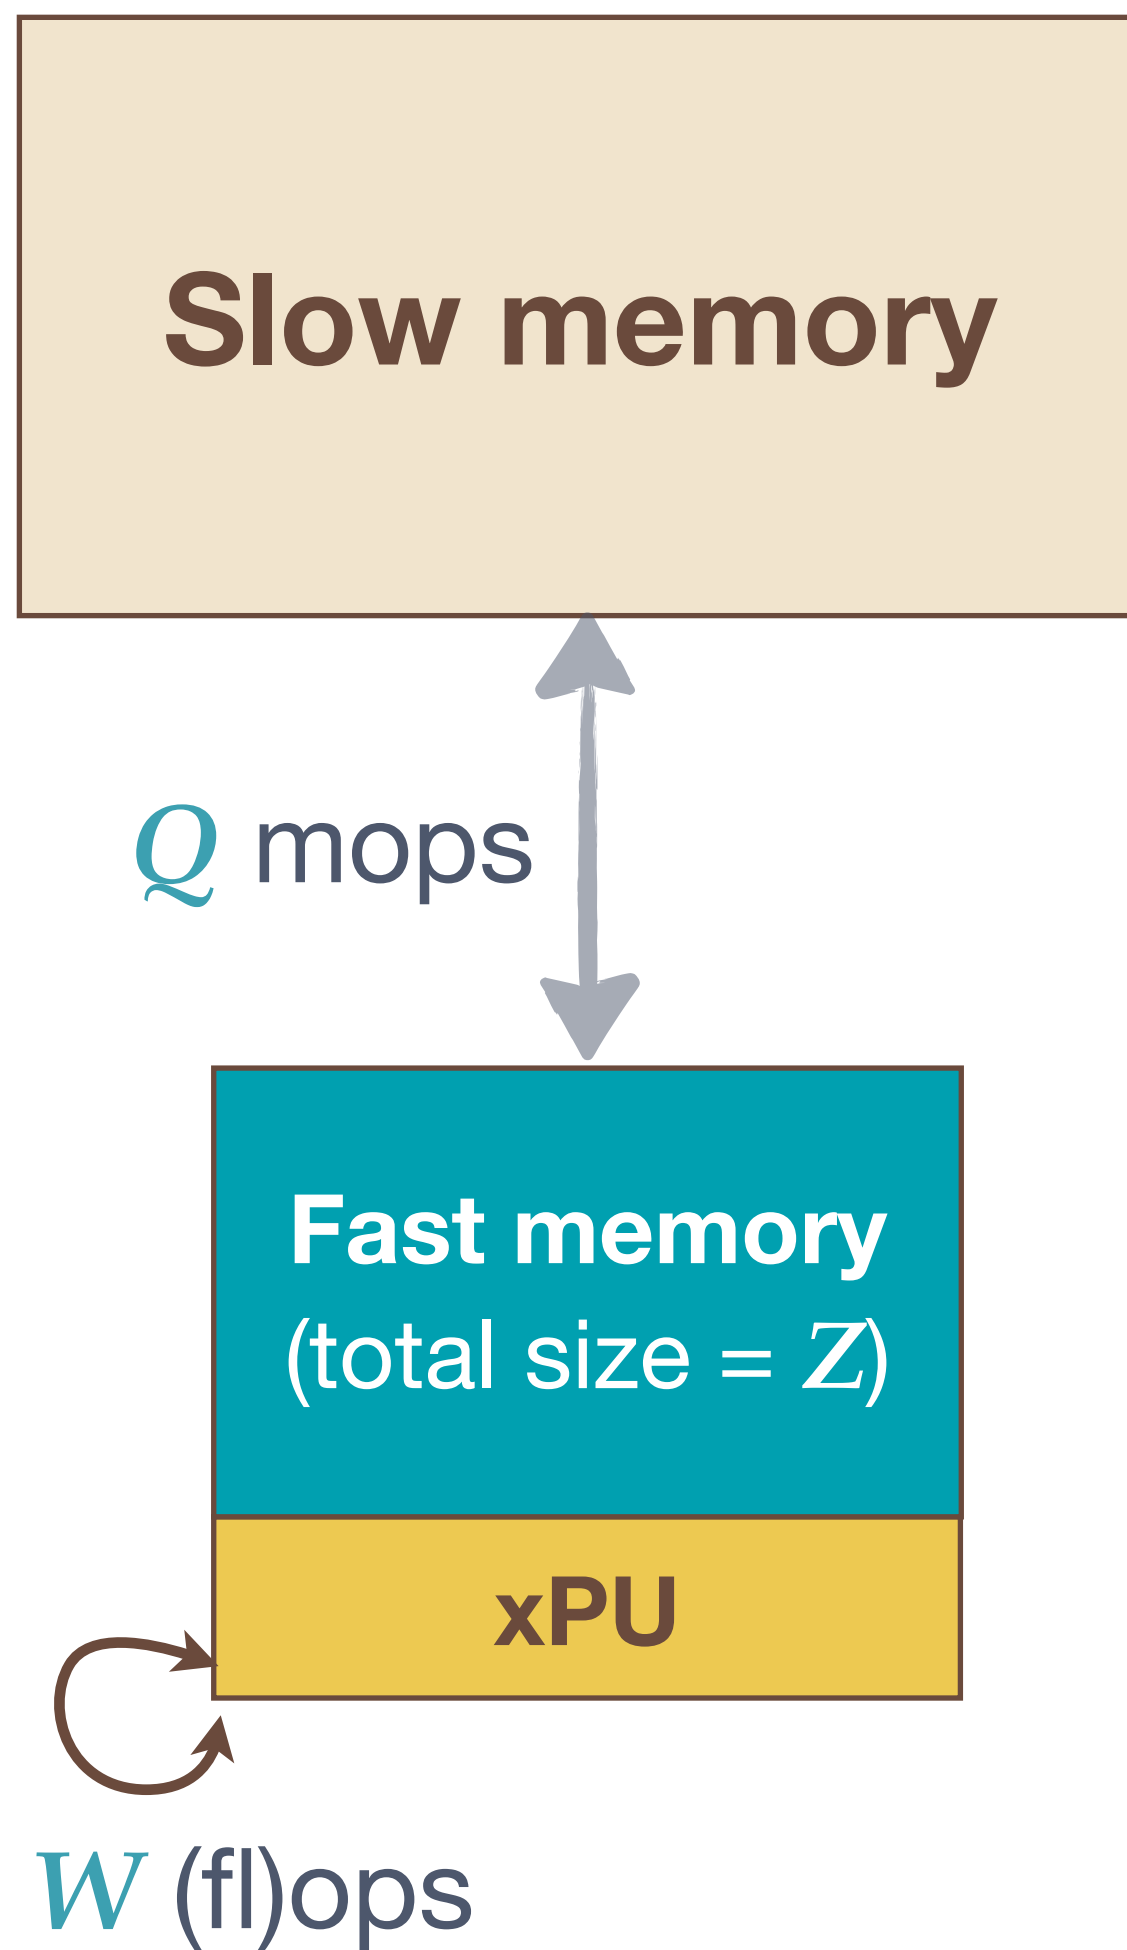 Slow memory
Q mops
Fast memory
(total size = Z)
xPU
W (fl)ops